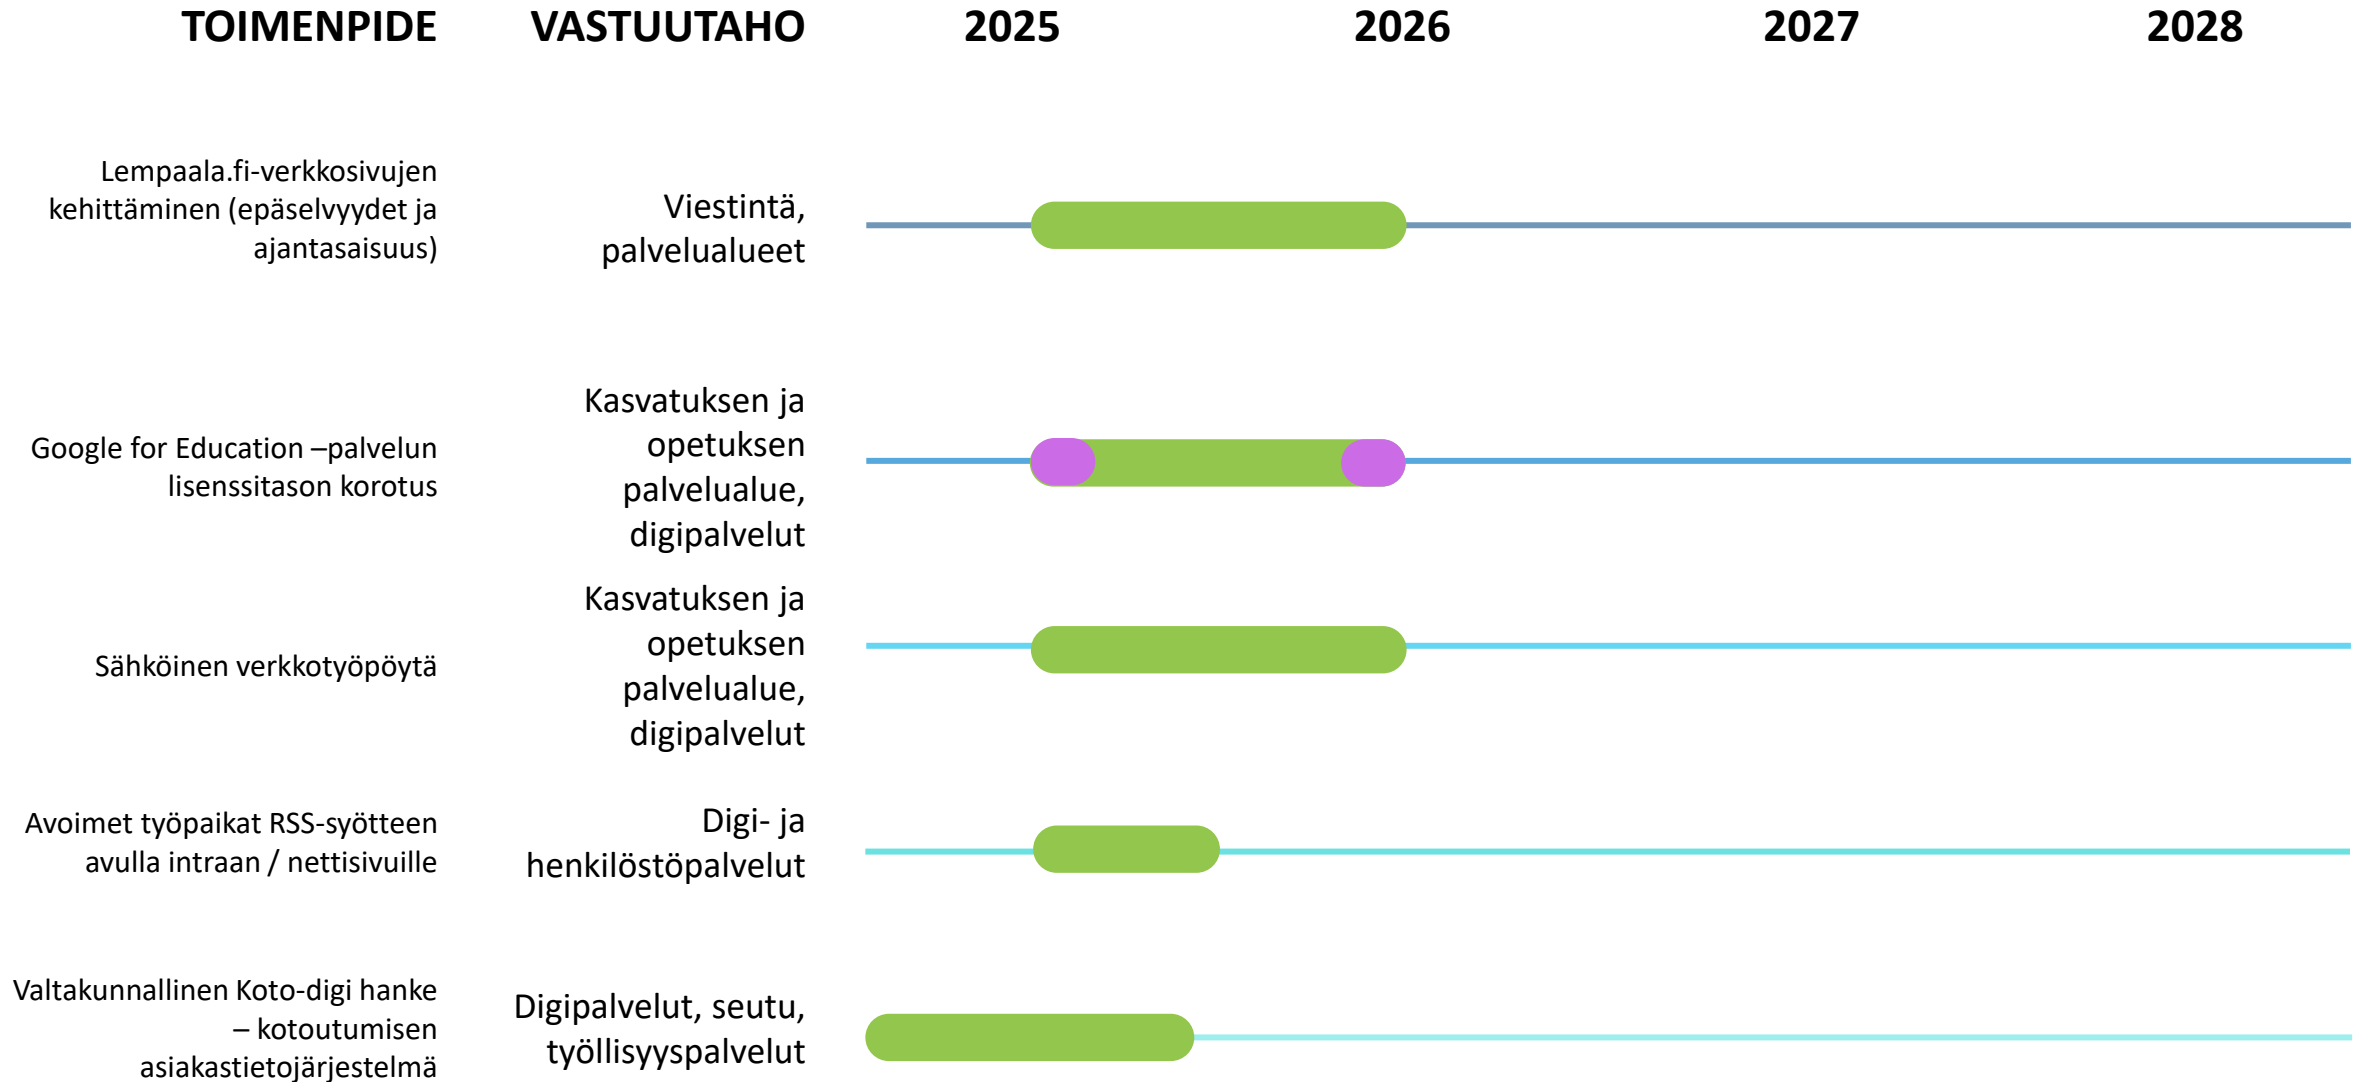 TOIMENPIDE VASTUUTAHO 2025 2026 2027 2028
Lempaala.fi-verkkosivujen
kehittäminen (epäselvyydet ja
ajantasaisuus)
Viestintä,
palvelualueet
Google for Education –palvelun
lisenssitason korotus
Kasvatuksen ja
opetuksen
palvelualue,
digipalvelut
Sähköinen verkkotyöpöytä
Kasvatuksen ja
opetuksen
palvelualue,
digipalvelut
Avoimet työpaikat RSS-syötteen
avulla intraan / nettisivuille
Digi- ja
henkilöstöpalvelut
Valtakunnallinen Koto-digi hanke
– kotoutumisen
asiakastietojärjestelmä
Digipalvelut, seutu,
työllisyyspalvelut